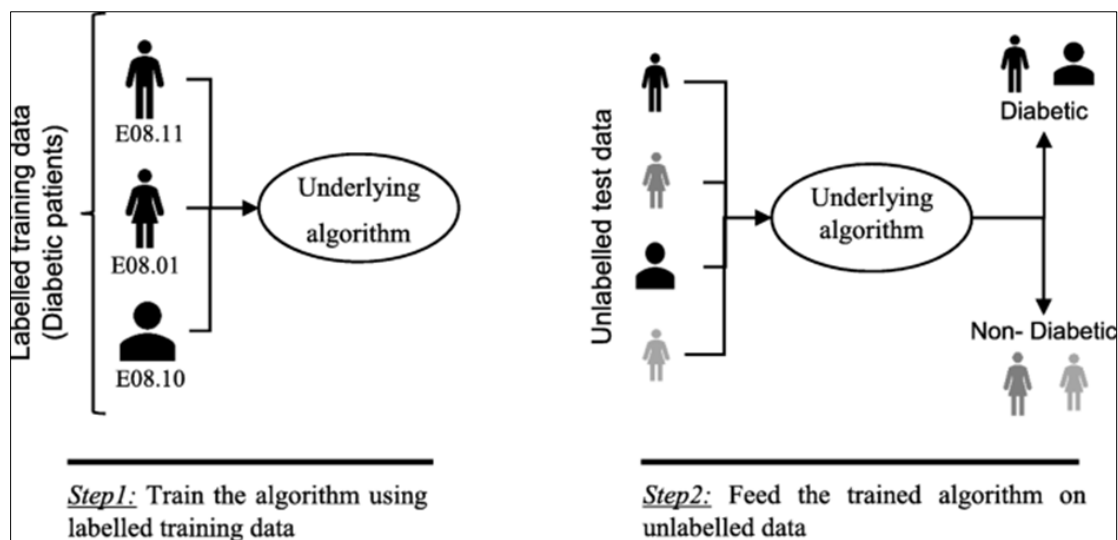 Labelled training data
(Diabetic patients)
E08.11
E08.01
E08.10
Underlying
algorithm
Step1: Train the algorithm using
labelled training data
Unlabelled test data
Underlying
algorithm
Diabetic
Non- Diabetic
Step2: Feed the trained algorithm on
unlabelled data